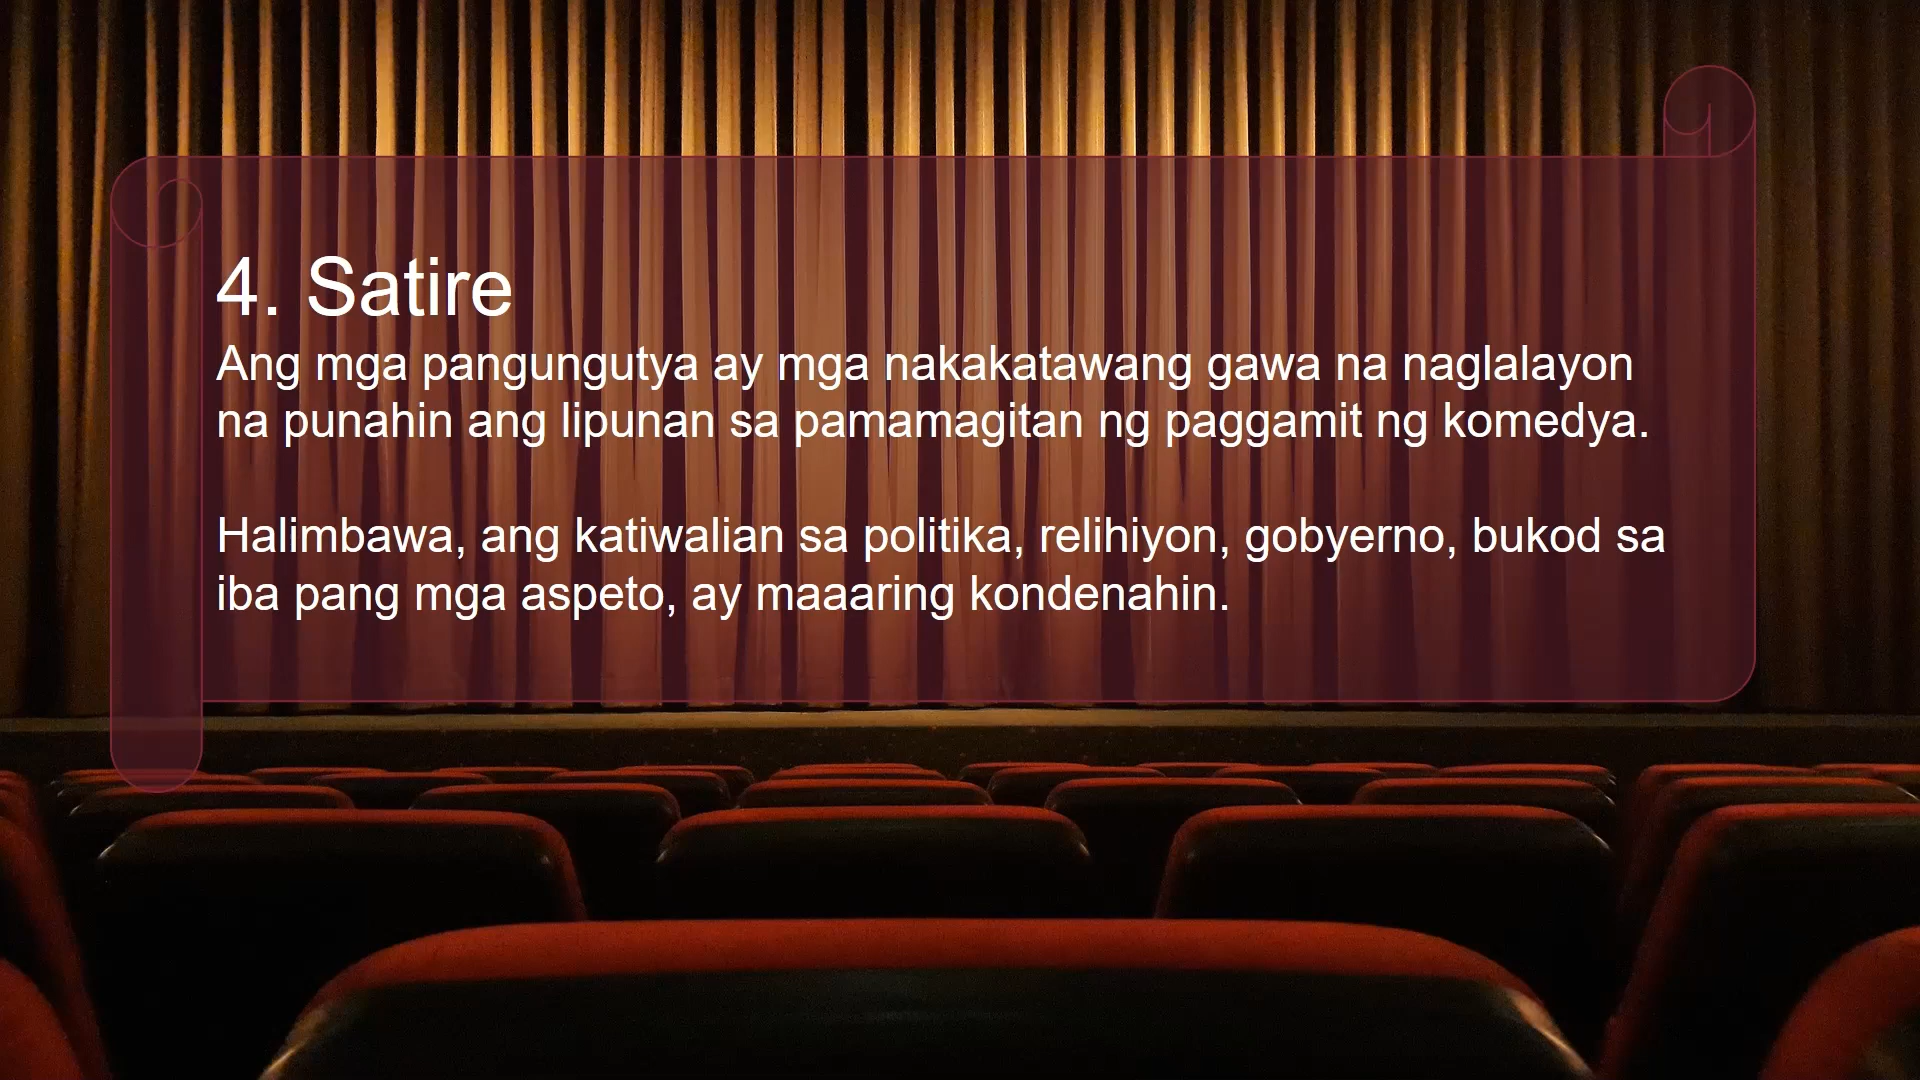 4. Satire
Ang mga pangungutya ay mga nakakatawang gawa na naglalayon
na punahin ang lipunan sa pamamagitan ng paggamit ng komedya.
Halimbawa, ang katiwalian sa politika, relihiyon, gobyerno, bukod sa
iba pang mga aspeto, ay maaaring kondenahin.